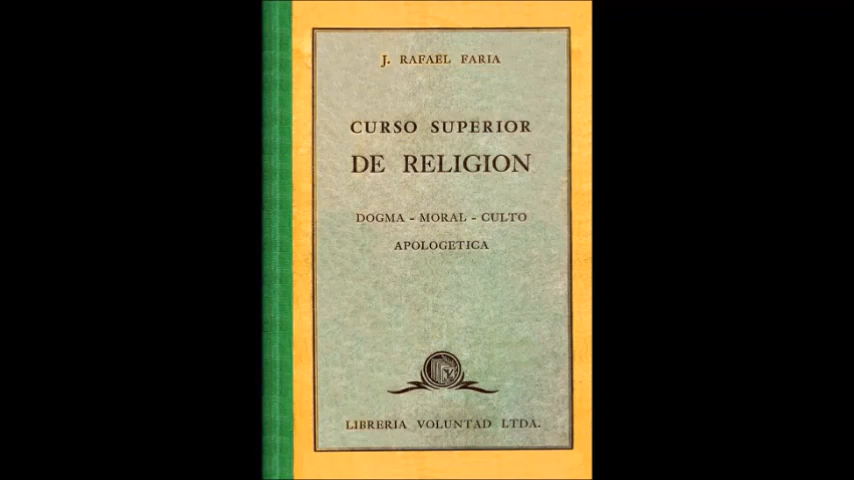 J. RAFAEL FARIA
CURSO SUPERIOR
DE RELIGION
DOGMA - MORAL - CULTO
APOLOGETICA
LIBRERIA VOLUNTAD LTDA.